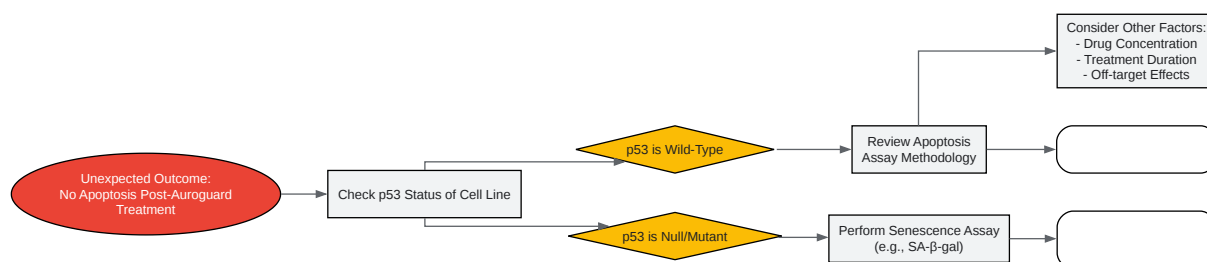 Unexpected Outcome:
No Apoptosis Post-Auroguard
Treatment
Check p53 Status of Cell Line
p53 is Wild-Type
Review Apoptosis
Assay Methodology
Consider Other Factors:
- Drug Concentration
- Treatment Duration
- Off-target Effects
p53 is Null/Mutant
Perform Senescence Assay
(e.g., SA-β-gal)